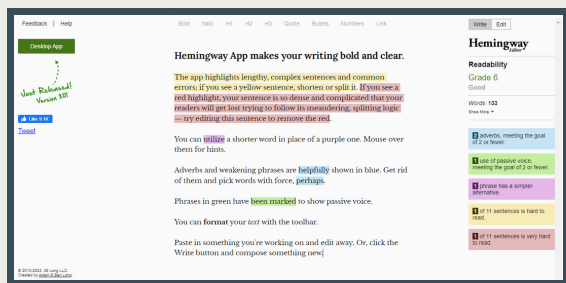 Feedback | Help
Bold Italic H1 H2 H3 Quote Bullets Numbers Link
Write Edit
Desktop App
Just Released!
Version 3.0!
Like 9.1K
Tweet
Hemingway App makes your writing bold and clear.
The app highlights lengthy, complex sentences and common
errors; if you see a yellow sentence, shorten or split it. If you see a
red highlight, your sentence is so dense and complicated that your
readers will get lost trying to follow its meandering, splitting logic
— try editing this sentence to remove the red.
You can utilize a shorter word in place of a purple one. Mouse over
them for hints.
Adverbs and weakening phrases are helpfully shown in blue. Get rid
of them and pick words with force, perhaps.
Phrases in green have been marked to show passive voice.
You can format your text with the toolbar.
Paste in something you're working on and edit away. Or, click the
Write button and compose something new.
Hemingway
Editor
Readability
Grade 6
Good
Words: 133
Show More
2 adverbs, meeting the goal
of 2 or fewer.
1 use of passive voice,
meeting the goal of 2 or fewer.
1 phrase has a simpler
alternative.
1 of 11 sentences is hard to
read.
1 of 11 sentences is very hard
to read.
© 2013-2023, 38 Long LLC.
Created by Adam & Ben Long.